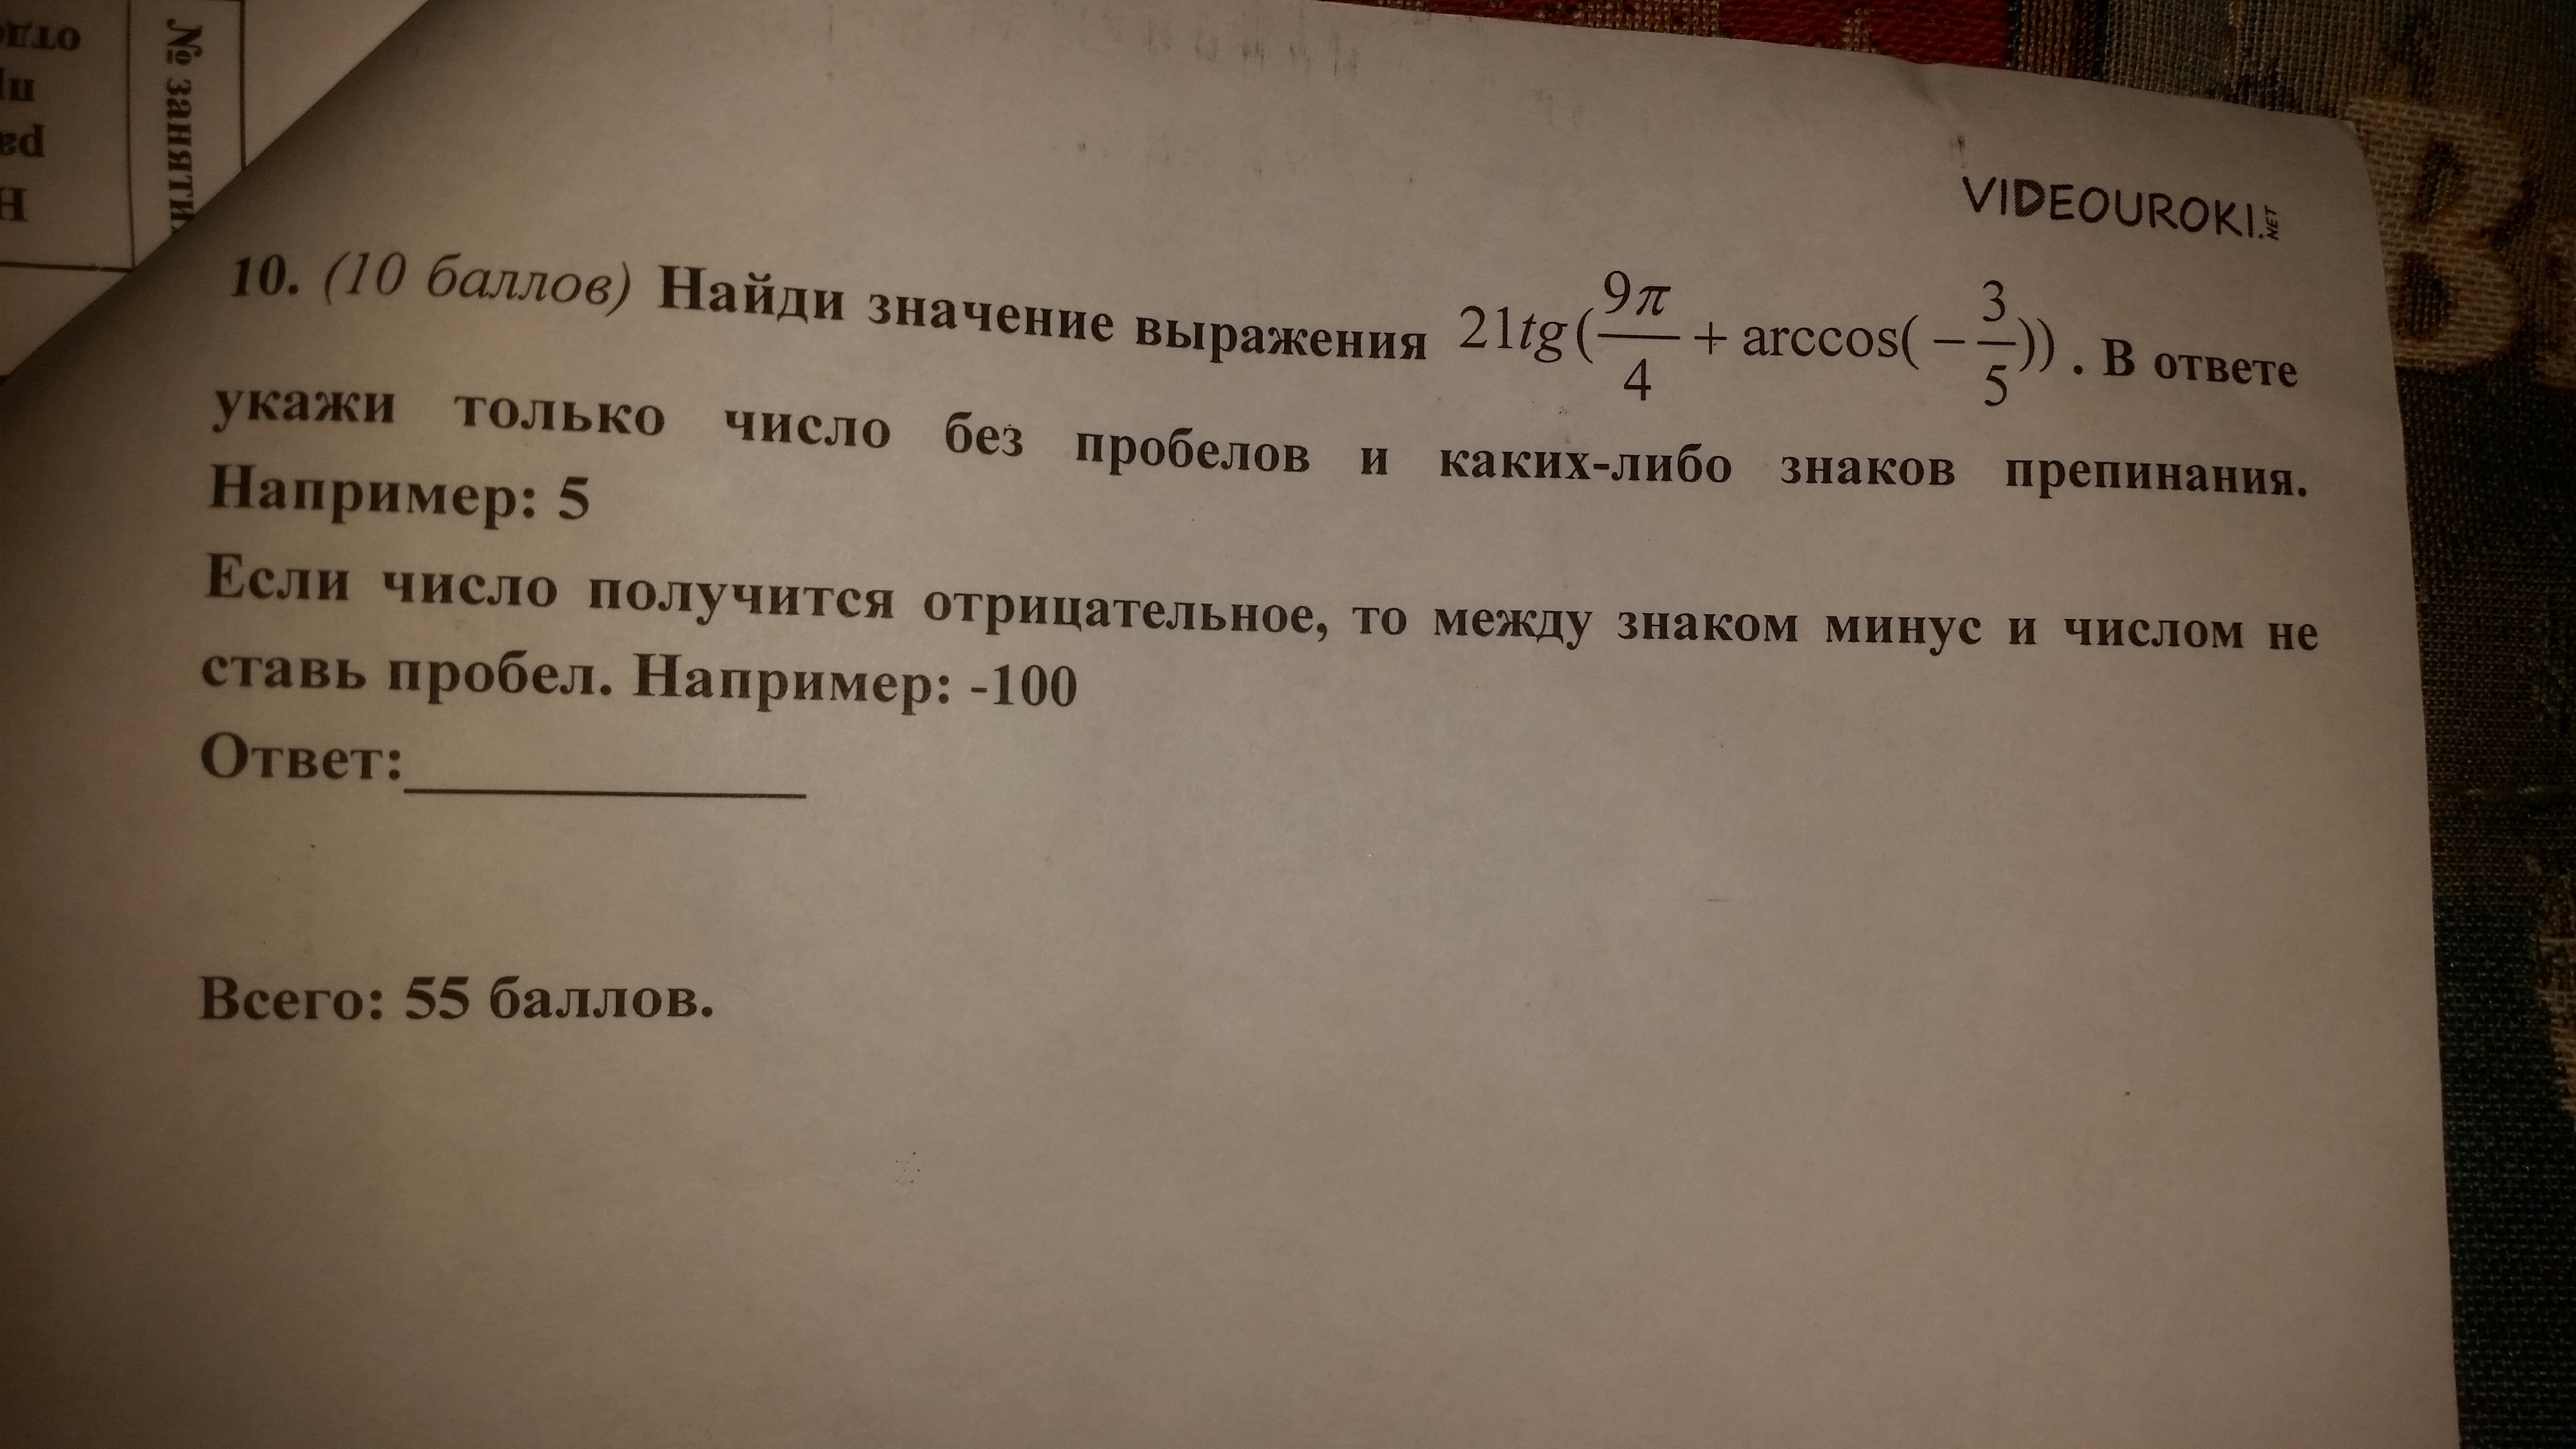 № заняти
VIDEOUROKI.NET
10. (10 баллов) Найди значение выражения 21tg(9π/4 + arccos(−3/5)). В ответе
укажи только число без пробелов и каких-либо знаков препинания.
Например: 5
Если число получится отрицательное, то между знаком минус и числом не
ставь пробел. Например: -100
Ответ:____________
Всего: 55 баллов.